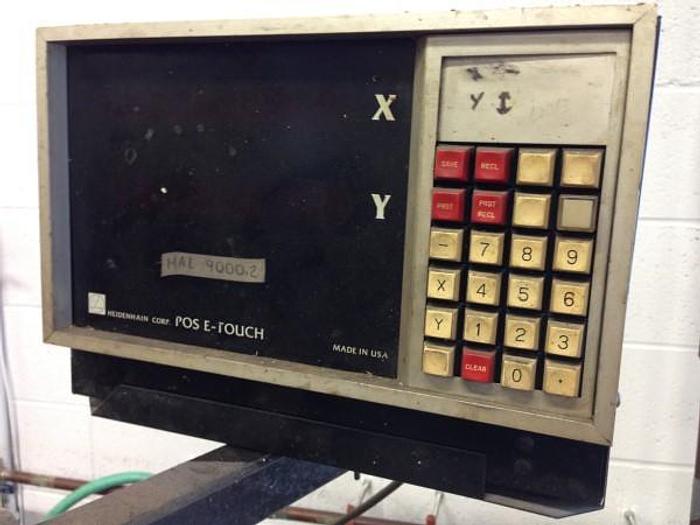 X
Y
HAL 9000.2
HEIDENHAIN CORP. POS E-TOUCH
MADE IN USA
Y ↕
SAVE RECL
PRST PRST RECL
- 7 8 9
X 4 5 6
Y 1 2 3
CLEAR 0 .